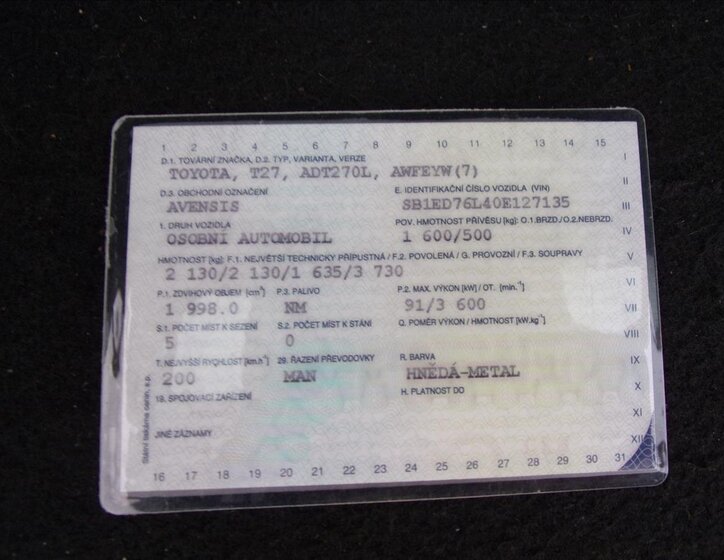 1 2 3 4 5 6 7 8 9 10 11 12 13 14 15
D.1. TOVÁRNÍ ZNAČKA, D.2. TYP, VARIANTA, VERZE I
TOYOTA, T27, ADT270L, AWFEYW(7)
D.3. OBCHODNÍ OZNAČENÍ E. IDENTIFIKAČNÍ ČÍSLO VOZIDLA (VIN) II
AVENSIS SB1ED76L40E127135 III
1. DRUH VOZIDLA POV. HMOTNOST PŘÍVĚSU [kg]: O.1.BRZD./O.2.NEBRZD.
OSOBNÍ AUTOMOBIL 1 600/500 IV
HMOTNOST [kg]: F.1. NEJVĚTŠÍ TECHNICKY PŘÍPUSTNÁ / F.2. POVOLENÁ / G. PROVOZNÍ / F.3. SOUPRAVY V
2 130/2 130/1 635/3 730
P.1. ZDVIHOVÝ OBJEM [cm³] P.3. PALIVO P.2. MAX. VÝKON [kW] / OT. [min.⁻¹] VI
1 998.0 NM 91/3 600 VII
S.1. POČET MÍST K SEZENÍ S.2. POČET MÍST K STÁNÍ Q. POMĚR VÝKON / HMOTNOST [kW.kg⁻¹]
5 0 VIII
T. NEJVYŠŠÍ RYCHLOST [km.h⁻¹] 29. ŘAZENÍ PŘEVODOVKY R. BARVA IX
200 MAN HNĚDÁ-METAL
18. SPOJOVACÍ ZAŘÍZENÍ H. PLATNOST DO X
XI
JINÉ ZÁZNAMY XII
16 17 18 19 20 21 22 23 24 25 26 27 28 29 30 31
Státní tiskárna cenin, s.p.